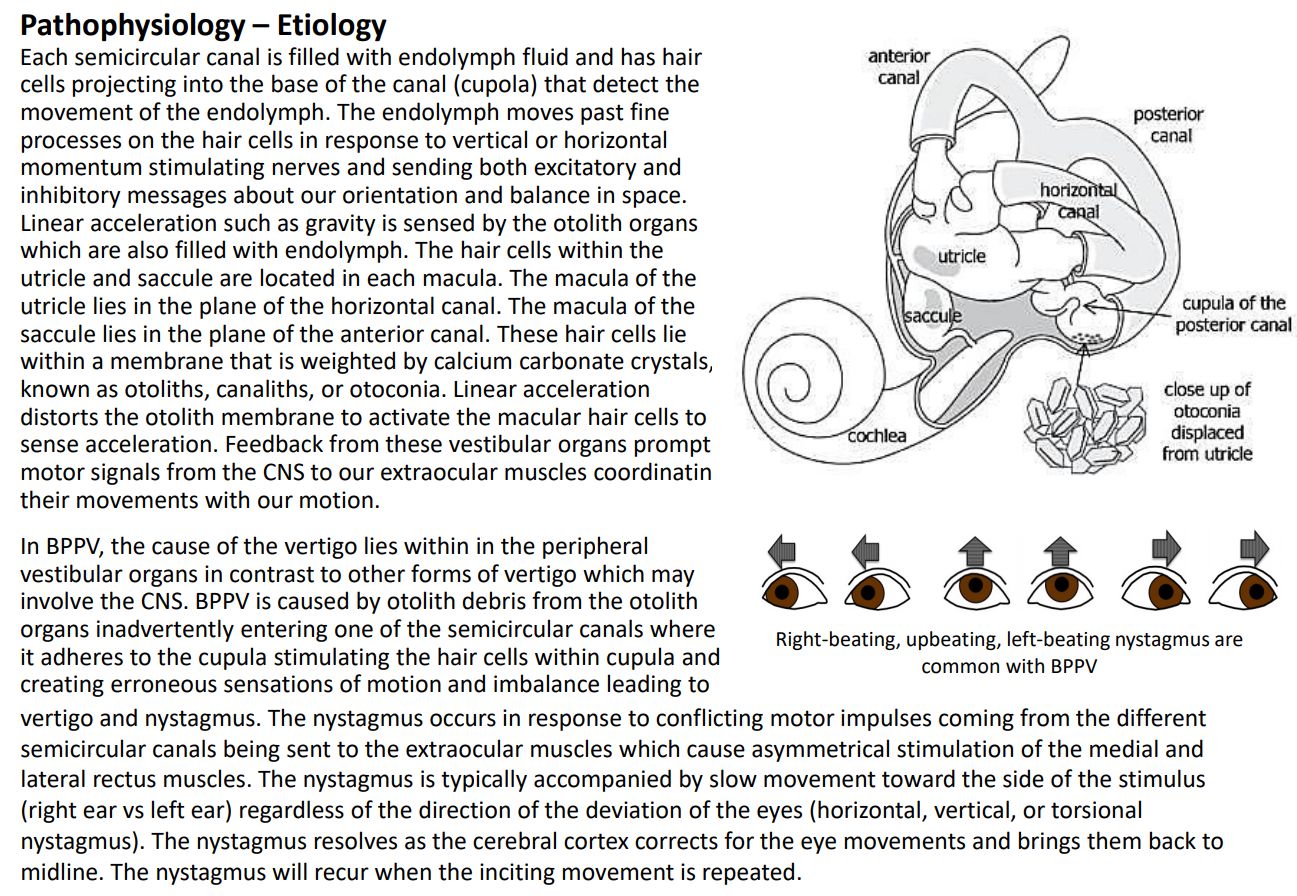 Pathophysiology – Etiology
Each semicircular canal is filled with endolymph fluid and has hair
cells projecting into the base of the canal (cupola) that detect the
movement of the endolymph. The endolymph moves past fine
processes on the hair cells in response to vertical or horizontal
momentum stimulating nerves and sending both excitatory and
inhibitory messages about our orientation and balance in space.
Linear acceleration such as gravity is sensed by the otolith organs
which are also filled with endolymph. The hair cells within the
utricle and saccule are located in each macula. The macula of the
utricle lies in the plane of the horizontal canal. The macula of the
saccule lies in the plane of the anterior canal. These hair cells lie
within a membrane that is weighted by calcium carbonate crystals,
known as otoliths, canaliths, or otoconia. Linear acceleration
distorts the otolith membrane to activate the macular hair cells to
sense acceleration. Feedback from these vestibular organs prompt
motor signals from the CNS to our extraocular muscles coordinatin
their movements with our motion.
In BPPV, the cause of the vertigo lies within in the peripheral
vestibular organs in contrast to other forms of vertigo which may
involve the CNS. BPPV is caused by otolith debris from the otolith
organs inadvertently entering one of the semicircular canals where
it adheres to the cupula stimulating the hair cells within cupula and
creating erroneous sensations of motion and imbalance leading to
vertigo and nystagmus. The nystagmus occurs in response to conflicting motor impulses coming from the different
semicircular canals being sent to the extraocular muscles which cause asymmetrical stimulation of the medial and
lateral rectus muscles. The nystagmus is typically accompanied by slow movement toward the side of the stimulus
(right ear vs left ear) regardless of the direction of the deviation of the eyes (horizontal, vertical, or torsional
nystagmus). The nystagmus resolves as the cerebral cortex corrects for the eye movements and brings them back to
midline. The nystagmus will recur when the inciting movement is repeated.
anterior
canal
posterior
canal
horizontal
canal
utricle
saccule
cupula of the
posterior canal
close up of
otoconia
displaced
from utricle
cochlea
Right-beating, upbeating, left-beating nystagmus are
common with BPPV